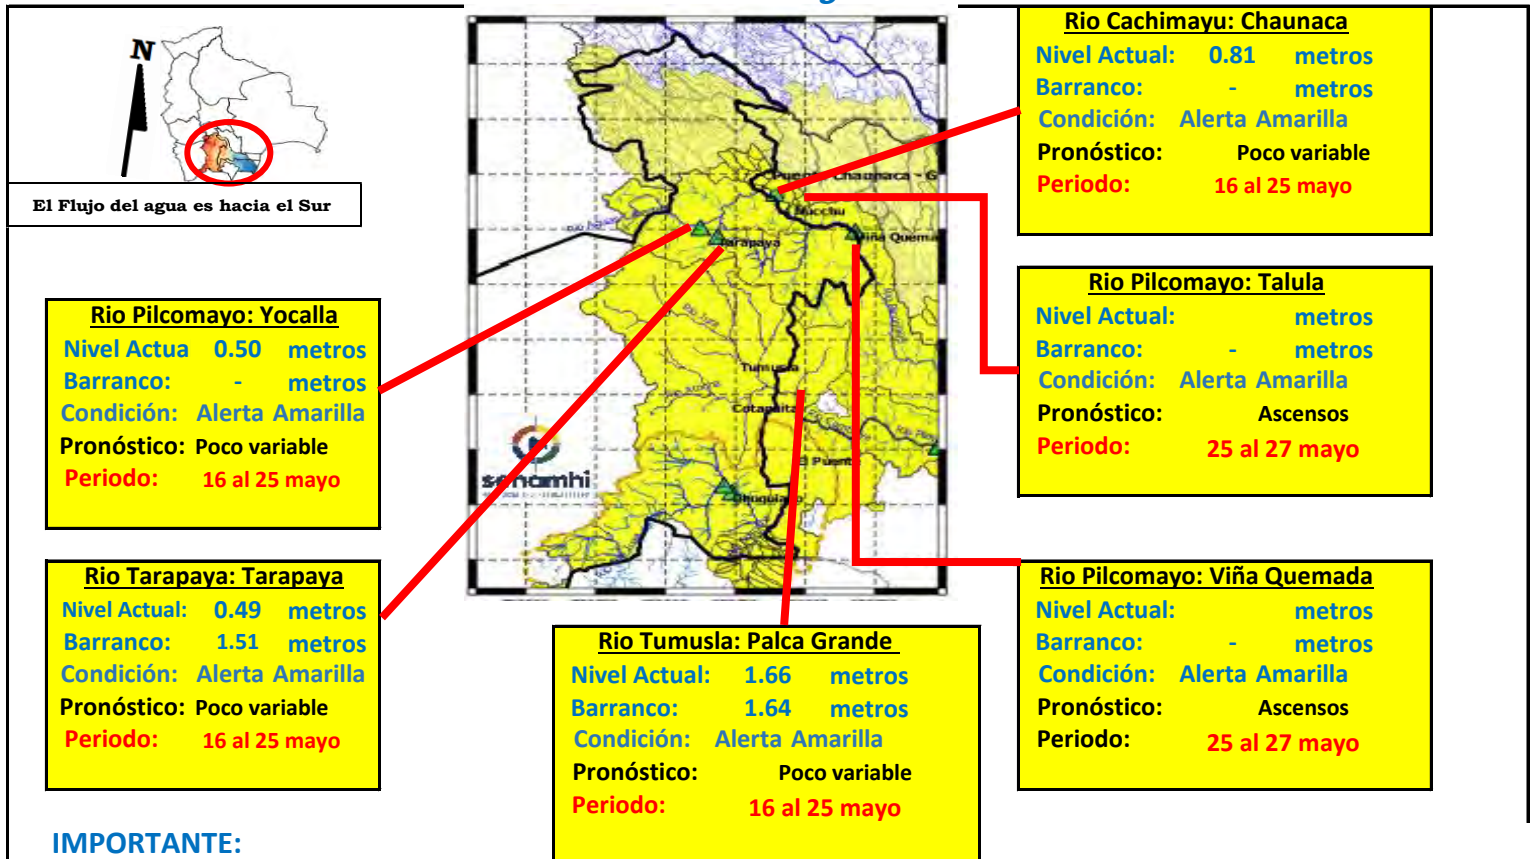 N
El Flujo del agua es hacia el Sur
Rio Cachimayu: Chaunaca
Nivel Actual: 0.81 metros
Barranco: - metros
Condición: Alerta Amarilla
Pronóstico: Poco variable
Periodo: 16 al 25 mayo
Rio Pilcomayo: Talula
Nivel Actual: metros
Barranco: - metros
Condición: Alerta Amarilla
Pronóstico: Ascensos
Periodo: 25 al 27 mayo
Rio Pilcomayo: Yocalla
Nivel Actua 0.50 metros
Barranco: - metros
Condición: Alerta Amarilla
Pronóstico: Poco variable
Periodo: 16 al 25 mayo
Puente Chaunaca - G
Tarapaya
Viña Quema
Tumusla
Cotagaita
El Puente
senamhi
Rio Tarapaya: Tarapaya
Nivel Actual: 0.49 metros
Barranco: 1.51 metros
Condición: Alerta Amarilla
Pronóstico: Poco variable
Periodo: 16 al 25 mayo
Rio Tumusla: Palca Grande
Nivel Actual: 1.66 metros
Barranco: 1.64 metros
Condición: Alerta Amarilla
Pronóstico: Poco variable
Periodo: 16 al 25 mayo
Rio Pilcomayo: Viña Quemada
Nivel Actual: metros
Barranco: - metros
Condición: Alerta Amarilla
Pronóstico: Ascensos
Periodo: 25 al 27 mayo
IMPORTANTE: